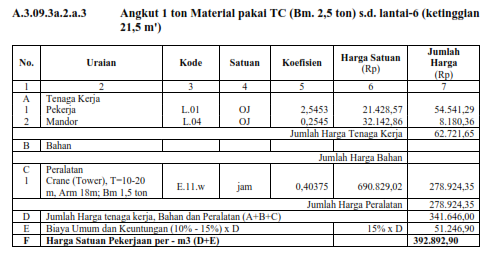 A.3.09.3a.2.a.3 Angkut 1 ton Material pakai TC (Bm. 2,5 ton) s.d. lantai-6 (ketinggian
21,5 m')
No. Uraian Kode Satuan Koefisien Harga Satuan (Rp) Jumlah Harga (Rp)
1 2 3 4 5 6 7
A Tenaga Kerja
1 Pekerja L.01 OJ 2,5453 21.428,57 54.541,29
2 Mandor L.04 OJ 0,2545 32.142,86 8.180,36
Jumlah Harga Tenaga Kerja 62.721,65
B Bahan
Jumlah Harga Bahan
C Peralatan
1 Crane (Tower), T=10-20
m, Arm 18m; Bm 1,5 ton E.11.w jam 0,40375 690.829,02 278.924,35
Jumlah Harga Peralatan 278.924,35
D Jumlah Harga tenaga kerja, Bahan dan Peralatan (A+B+C) 341.646,00
E Biaya Umum dan Keuntungan (10% - 15%) x D 15% x D 51.246,90
F Harga Satuan Pekerjaan per - m3 (D+E) 392.892,90